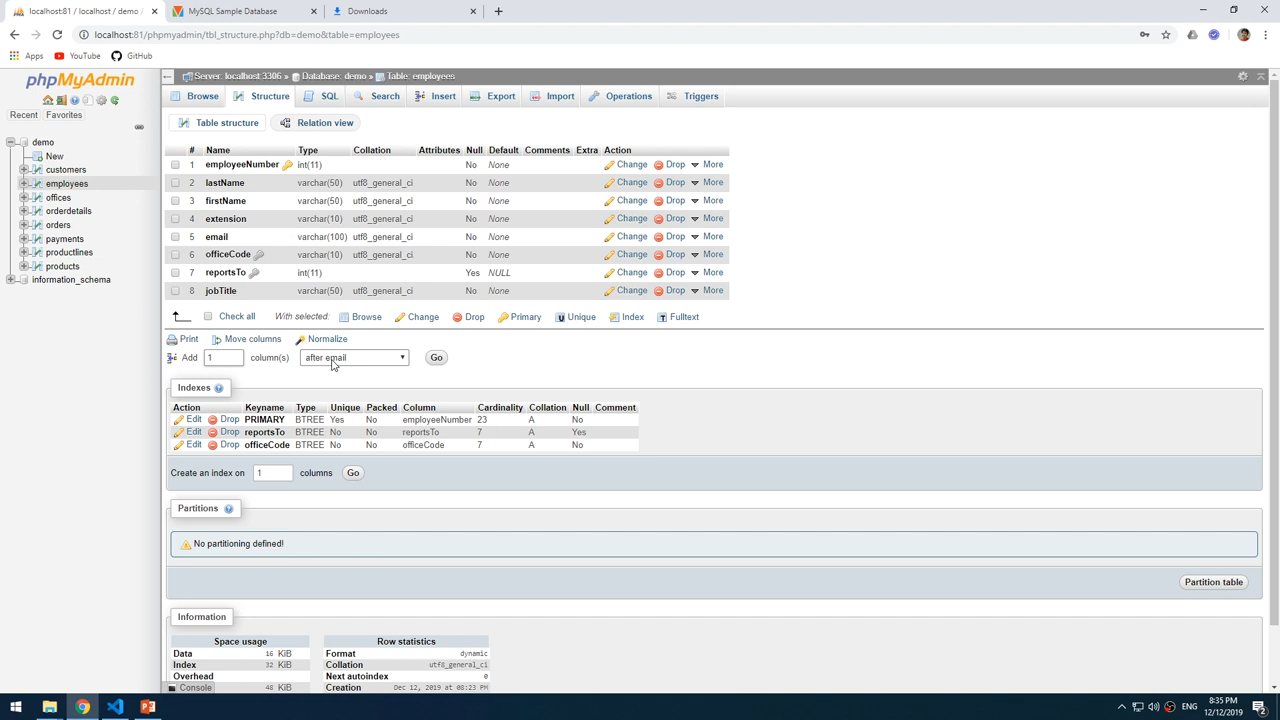 localhost:81 / localhost / demo /
MySQL Sample Database
Downloads
localhost:81/phpmyadmin/tbl_structure.php?db=demo&table=employees
Apps YouTube GitHub
phpMyAdmin
Recent Favorites
demo
New
customers
employees
offices
orderdetails
orders
payments
productlines
products
information_schema
Server: localhost:3306 » Database: demo » Table: employees
Browse Structure SQL Search Insert Export Import Operations Triggers
Table structure Relation view
# Name Type Collation Attributes Null Default Comments Extra Action
1 employeeNumber int(11) No None Change Drop More
2 lastName varchar(50) utf8_general_ci No None Change Drop More
3 firstName varchar(50) utf8_general_ci No None Change Drop More
4 extension varchar(10) utf8_general_ci No None Change Drop More
5 email varchar(100) utf8_general_ci No None Change Drop More
6 officeCode varchar(10) utf8_general_ci No None Change Drop More
7 reportsTo int(11) Yes NULL Change Drop More
8 jobTitle varchar(50) utf8_general_ci No None Change Drop More
Check all With selected: Browse Change Drop Primary Unique Index Fulltext
Print Move columns Normalize
Add 1 column(s) after email Go
Indexes
Action Keyname Type Unique Packed Column Cardinality Collation Null Comment
Edit Drop PRIMARY BTREE Yes No employeeNumber 23 A No
Edit Drop reportsTo BTREE No No reportsTo 7 A Yes
Edit Drop officeCode BTREE No No officeCode 7 A No
Create an index on 1 columns Go
Partitions
No partitioning defined!
Partition table
Information
Space usage Row statistics
Data 16 KiB Format dynamic
Index 32 KiB Collation utf8_general_ci
Overhead Next autoindex 0
Console 48 KiB Creation Dec 12, 2019 at 08:23 PM
ENG
8:35 PM
12/12/2019
2